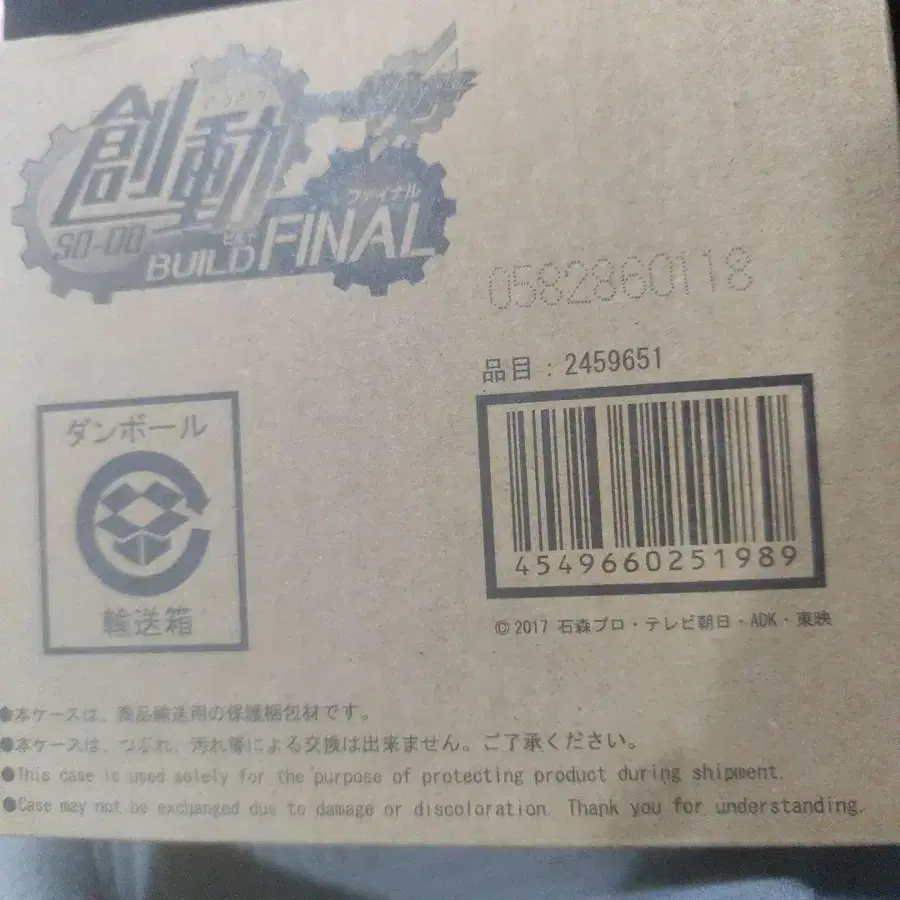 創動
SO-DO
ビルド
BUILD
ファイナル
FINAL
0582860118
品目 : 2459651
4549660251989
© 2017 石森プロ・テレビ朝日・ADK・東映
ダンボール
輸送箱
●本ケースは、商品輸送用の保護梱包材です。
●本ケースは、つぶれ、汚れ等による交換は出来ません。ご了承ください。
●This case is used solely for the purpose of protecting product during shipment.
●Case may not be exchanged due to damage or discoloration. Thank you for understanding.